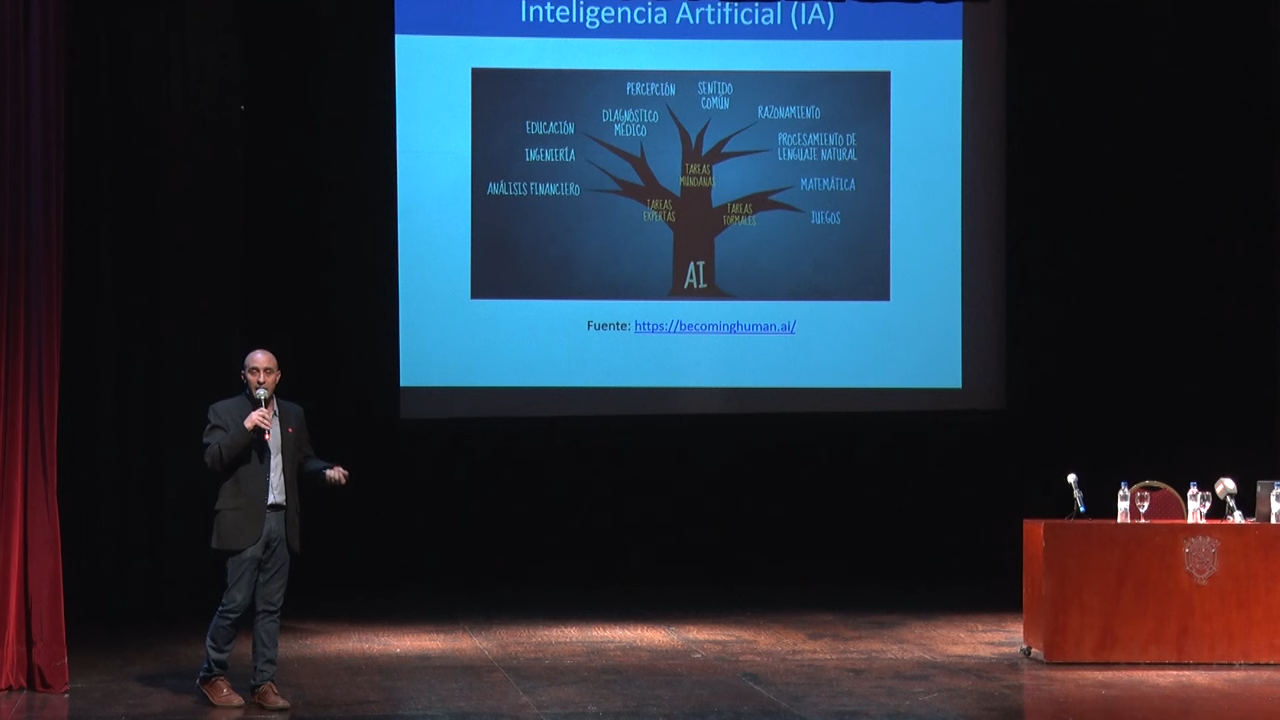 Inteligencia Artificial (IA)
PERCEPCIÓN
SENTIDO
COMÚN
DIAGNÓSTICO
MÉDICO
RAZONAMIENTO
EDUCACIÓN
PROCESAMIENTO DE
LENGUAJE NATURAL
INGENIERÍA
TAREAS
MUNDANAS
ANÁLISIS FINANCIERO
MATEMÁTICA
TAREAS
EXPERTAS
TAREAS
FORMALES
JUEGOS
AI
Fuente: https://becominghuman.ai/